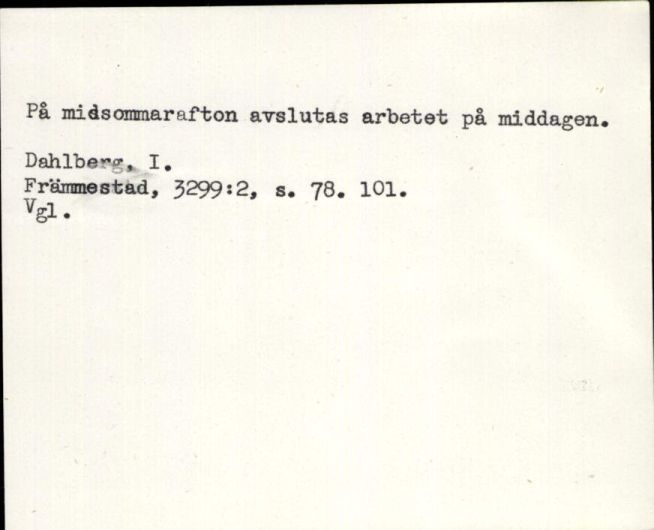 På midsommarafton avslutas arbetet på middagen.
Dahlberg, I.
Främmestad, 3299:2, s. 78. 101.
Vgl.